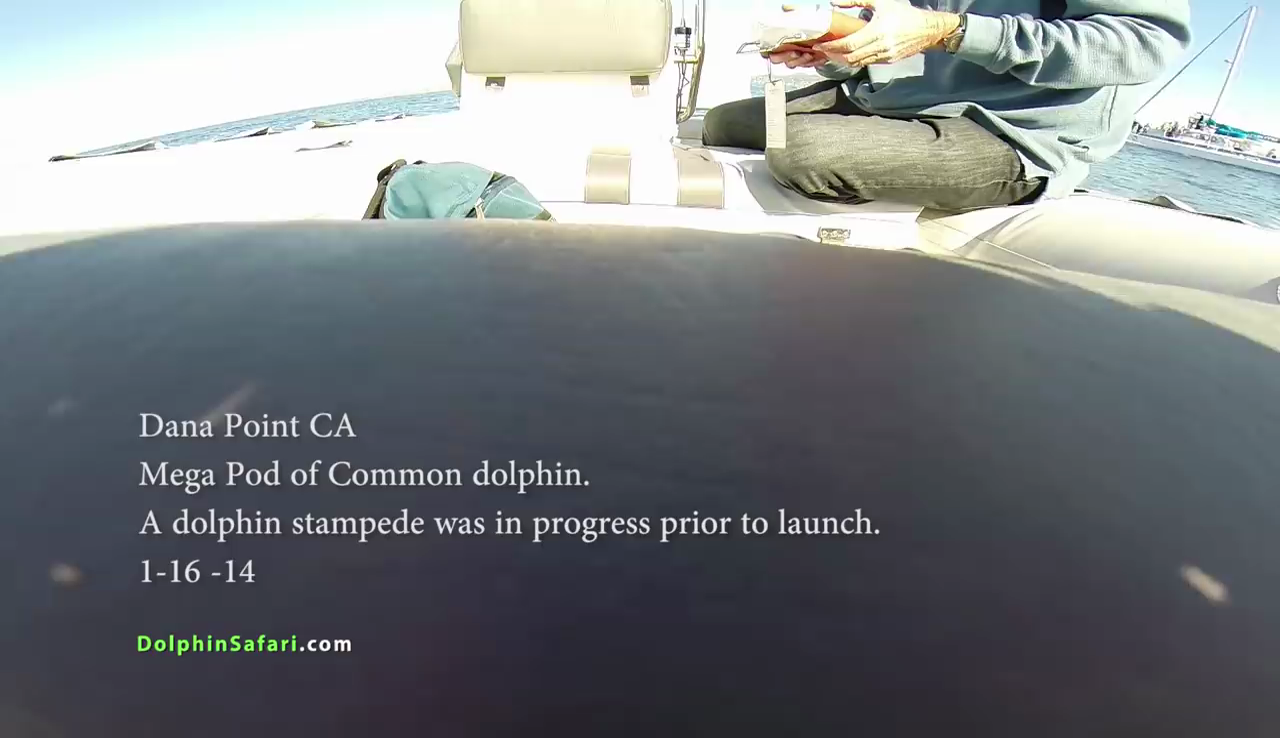 Dana Point CA
Mega Pod of Common dolphin.
A dolphin stampede was in progress prior to launch.
1-16 -14
DolphinSafari.com